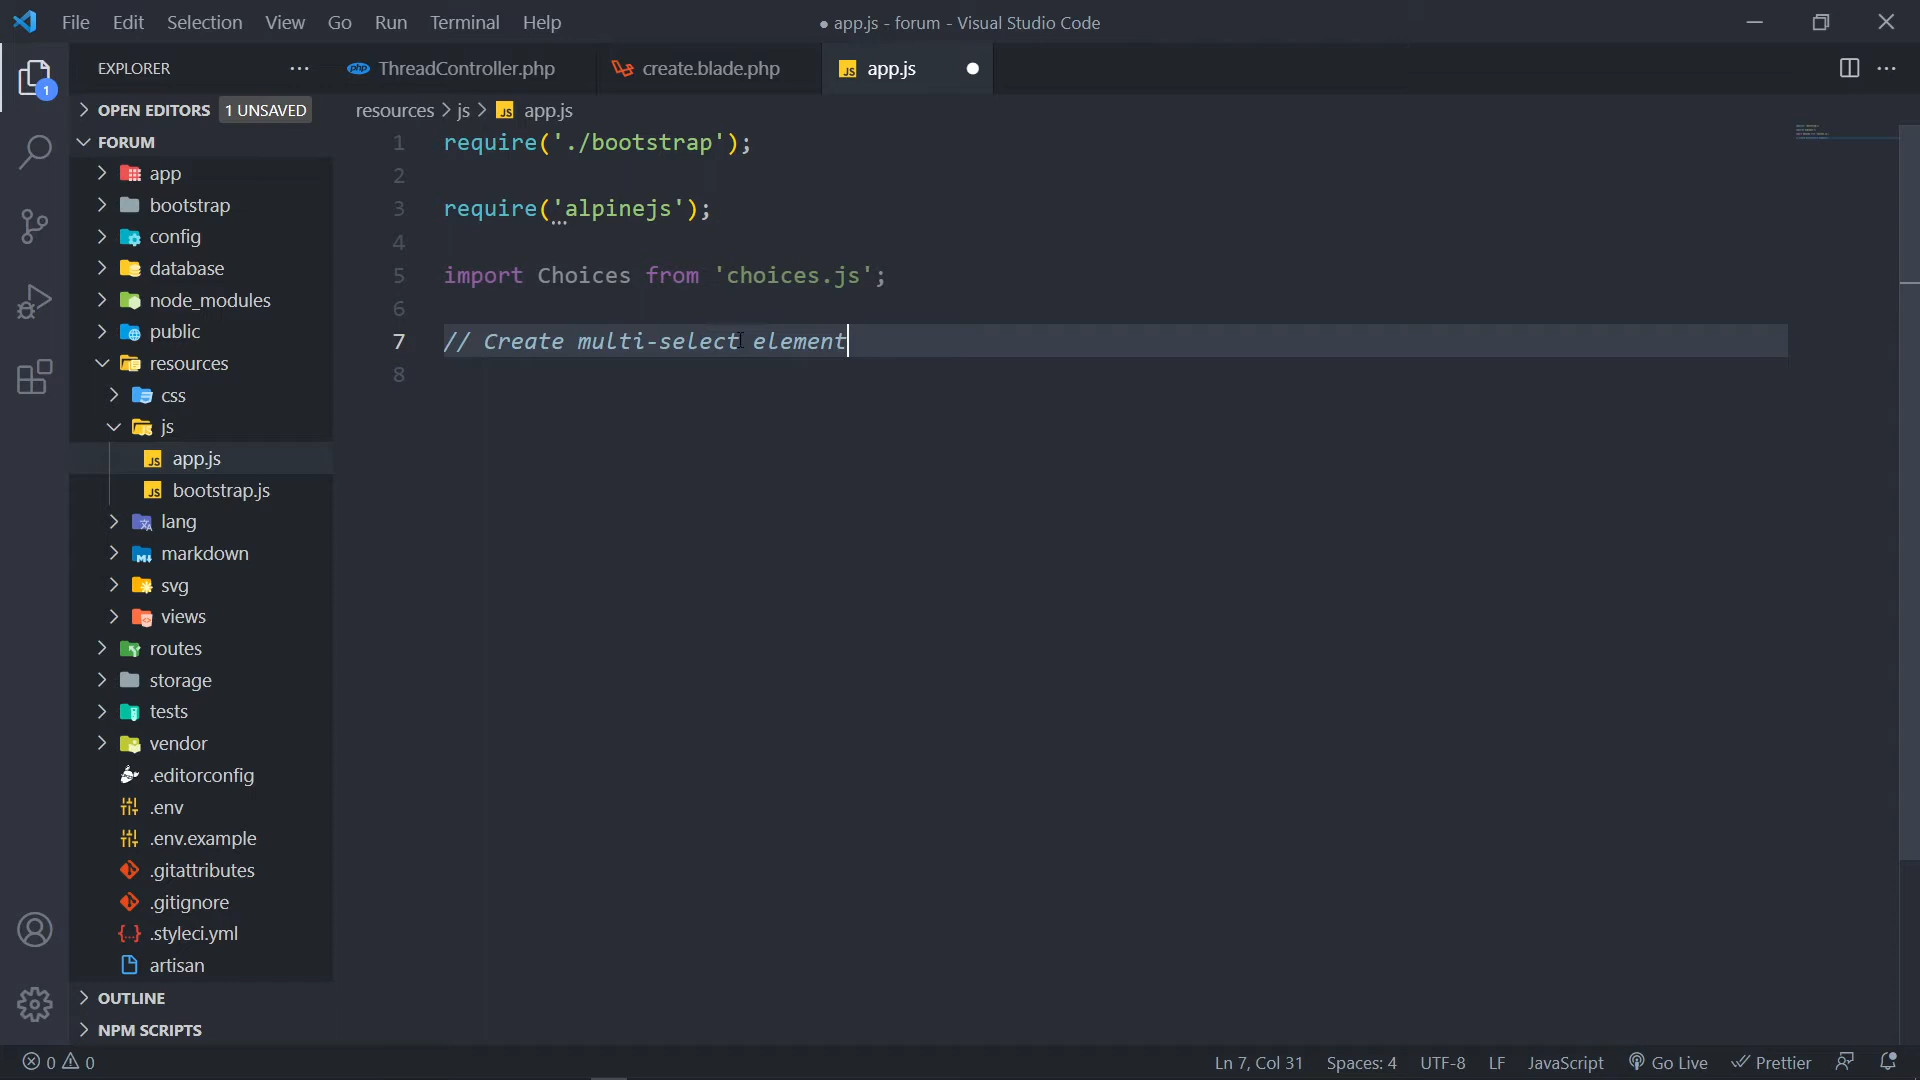 File Edit Selection View Go Run Terminal Help
● app.js - forum - Visual Studio Code
EXPLORER ···
ThreadController.php
create.blade.php
JS app.js ●
1
OPEN EDITORS 1 UNSAVED
resources > js > JS app.js
FORUM
app
bootstrap
config
database
node_modules
public
resources
css
js
JS app.js
JS bootstrap.js
lang
markdown
svg
views
routes
storage
tests
vendor
.editorconfig
.env
.env.example
.gitattributes
.gitignore
.styleci.yml
artisan
OUTLINE
NPM SCRIPTS
1 require('./bootstrap');
2
3 require('alpinejs');
4
5 import Choices from 'choices.js';
6
7 // Create multi-select element
8
0 0
Ln 7, Col 31 Spaces: 4 UTF-8 LF JavaScript Go Live Prettier